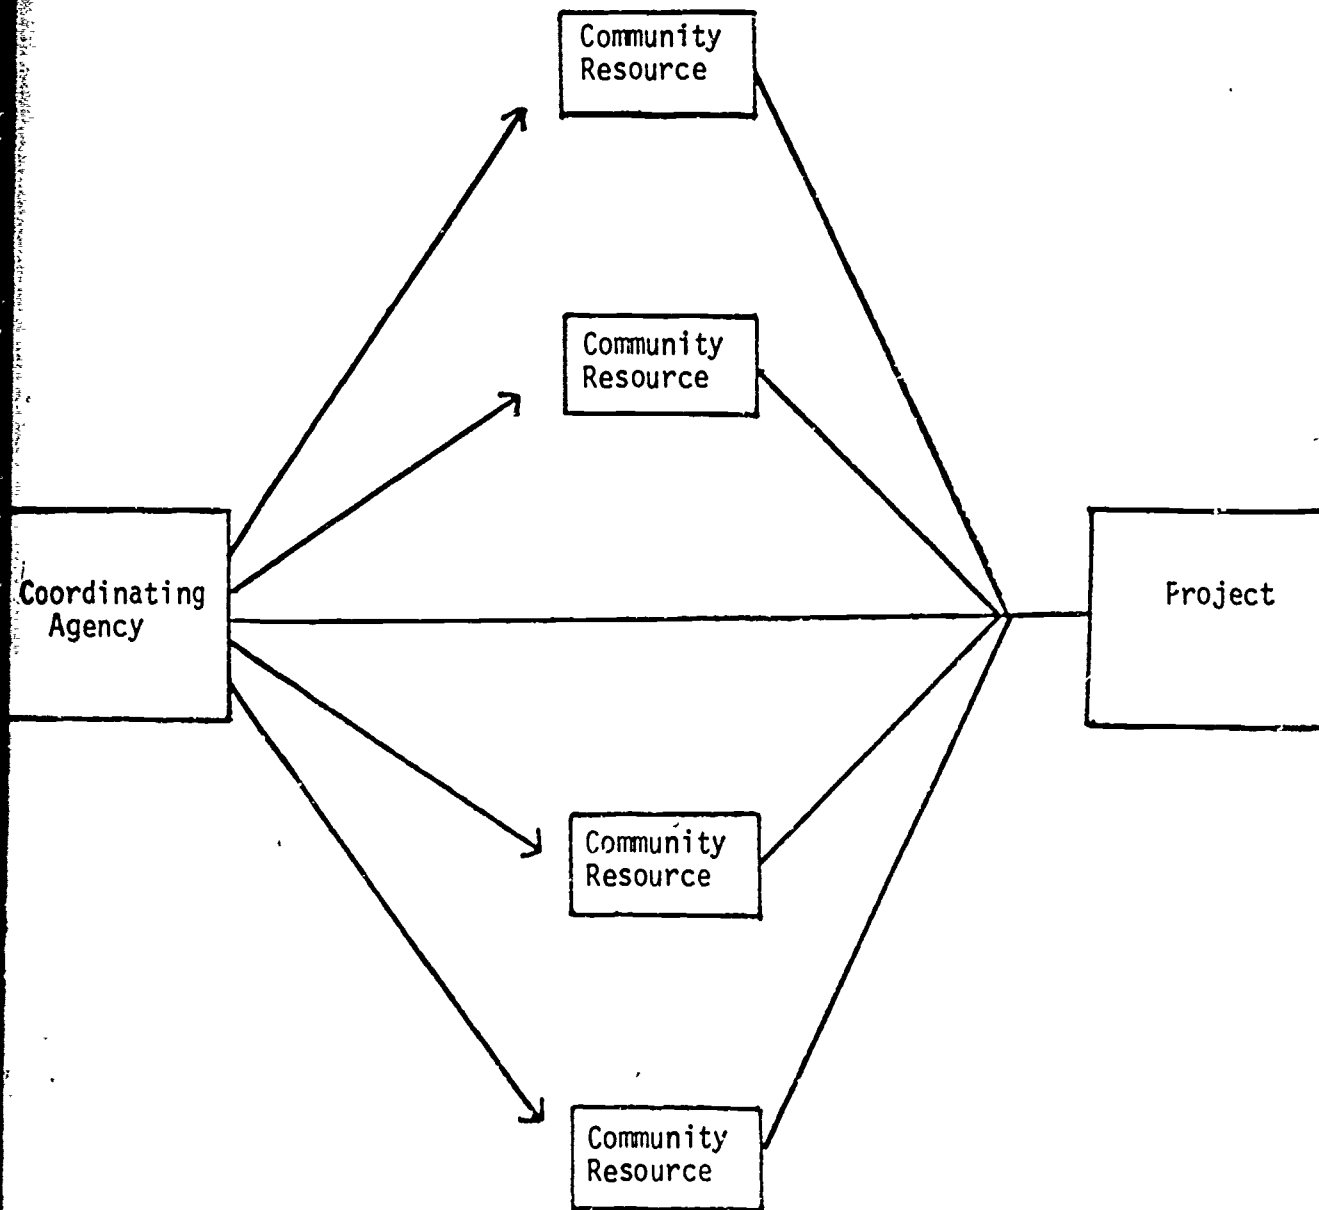 Community
Resource
Community
Resource
Coordinating
Agency
Project
Community
Resource
Community
Resource